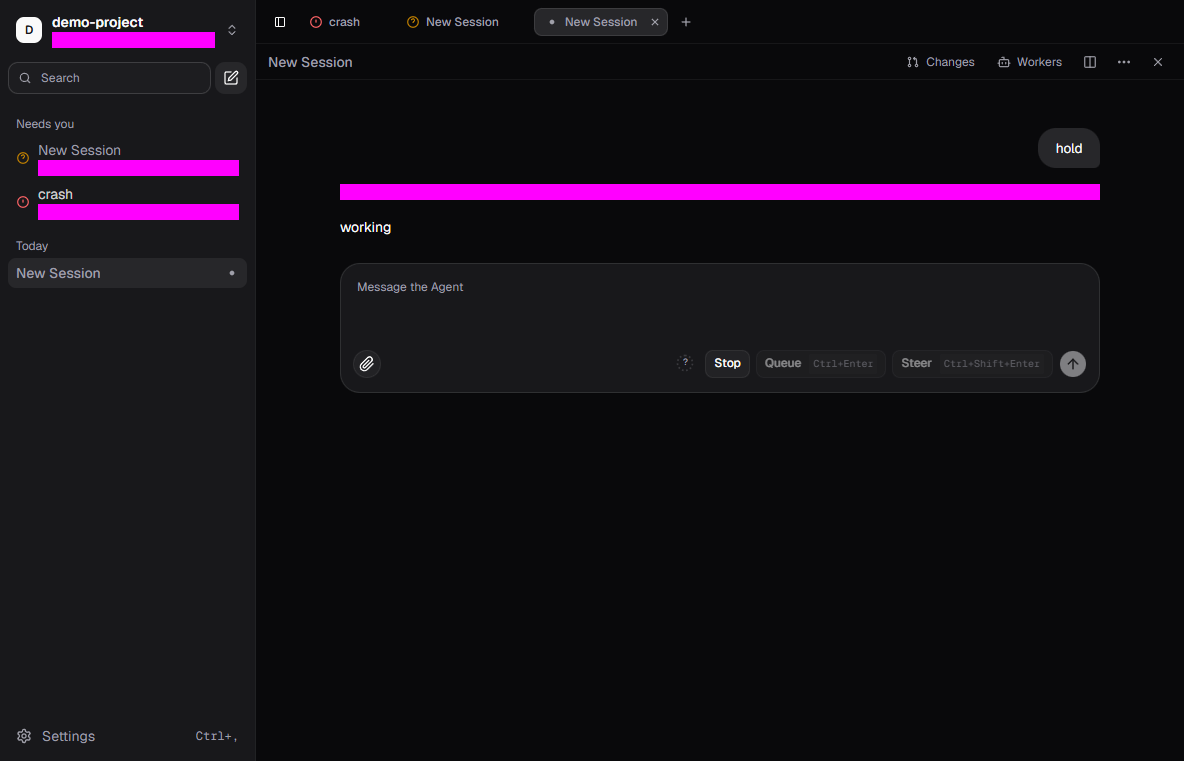 D
demo-project
Search
Needs you
New Session
crash
Today
New Session
Settings Ctrl+,
crash
New Session
New Session
New Session
Changes
Workers
hold
working
Message the Agent
?
Stop
Queue Ctrl+Enter
Steer Ctrl+Shift+Enter